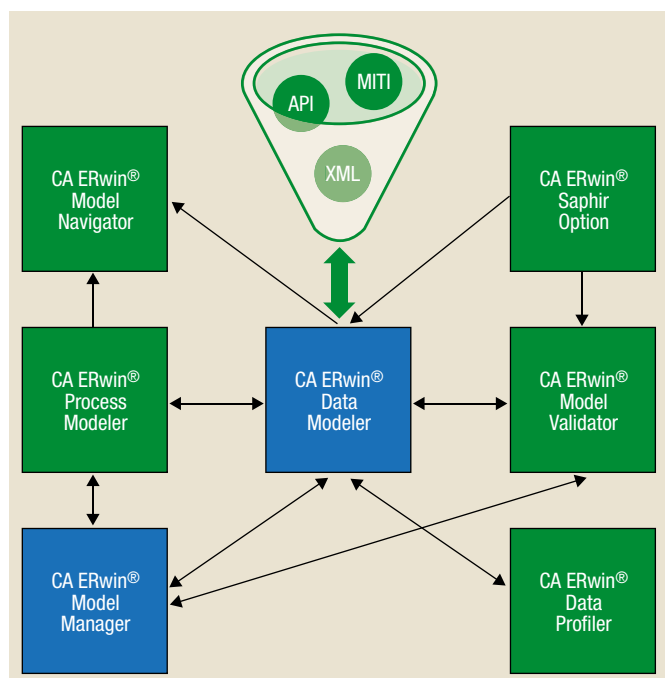 MITI
API
XML
CA ERwin®
Model
Navigator
CA ERwin®
Saphir
Option
CA ERwin®
Process
Modeler
CA ERwin®
Data
Modeler
CA ERwin®
Model
Validator
CA ERwin®
Model
Manager
CA ERwin®
Data
Profiler